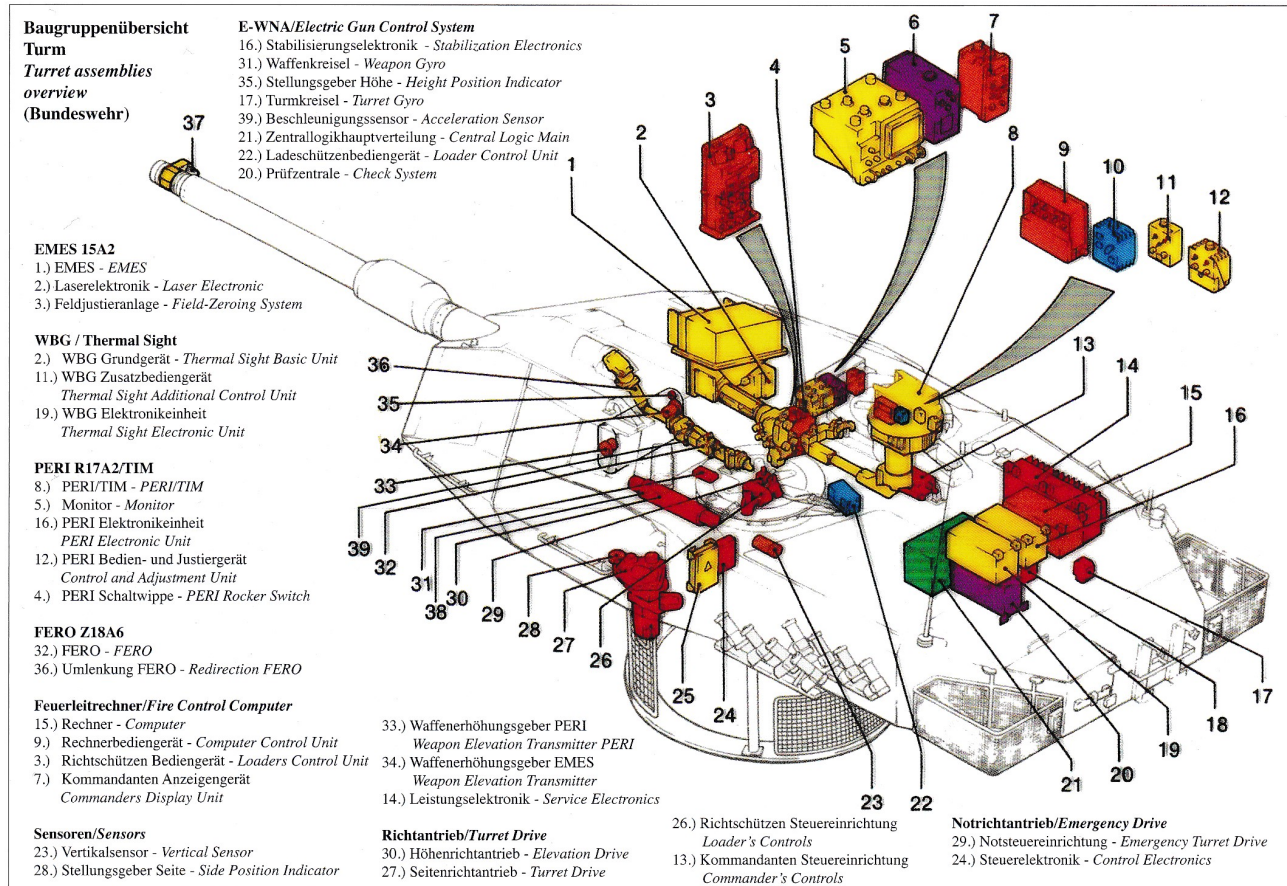 Baugruppenübersicht
Turm
Turret assemblies
overview
(Bundeswehr)
E-WNA/Electric Gun Control System
16.) Stabilisierungselektronik - Stabilization Electronics
31.) Waffenkreisel - Weapon Gyro
35.) Stellungsgeber Höhe - Height Position Indicator
17.) Turmkreisel - Turret Gyro
39.) Beschleunigungssensor - Acceleration Sensor
21.) Zentrallogikhauptverteilung - Central Logic Main
22.) Ladeschützenbediengerät - Loader Control Unit
20.) Prüfzentrale - Check System
EMES 15A2
1.) EMES - EMES
2.) Laserelektronik - Laser Electronic
3.) Feldjustieranlage - Field-Zeroing System
WBG / Thermal Sight
2.) WBG Grundgerät - Thermal Sight Basic Unit
11.) WBG Zusatzbediengerät
Thermal Sight Additional Control Unit
19.) WBG Elektronikeinheit
Thermal Sight Electronic Unit
PERI R17A2/TIM
8.) PERI/TIM - PERI/TIM
5.) Monitor - Monitor
16.) PERI Elektronikeinheit
PERI Electronic Unit
12.) PERI Bedien- und Justiergerät
Control and Adjustment Unit
4.) PERI Schaltwippe - PERI Rocker Switch
FERO Z18A6
32.) FERO - FERO
36.) Umlenkung FERO - Redirection FERO
Feuerleitrechner/Fire Control Computer
15.) Rechner - Computer
9.) Rechnerbediengerät - Computer Control Unit
3.) Richtschützen Bediengerät - Loaders Control Unit
7.) Kommandanten Anzeigengerät
Commanders Display Unit
Sensoren/Sensors
23.) Vertikalsensor - Vertical Sensor
28.) Stellungsgeber Seite - Side Position Indicator
33.) Waffenerhöhungsgeber PERI
Weapon Elevation Transmitter PERI
34.) Waffenerhöhungsgeber EMES
Weapon Elevation Transmitter
14.) Leistungselektronik - Service Electronics
Richtantrieb/Turret Drive
30.) Höhenrichtantrieb - Elevation Drive
27.) Seitenrichtantrieb - Turret Drive
26.) Richtschützen Steuereinrichtung
Loader's Controls
13.) Kommandanten Steuereinrichtung
Commander's Controls
Notrichtantrieb/Emergency Drive
29.) Notsteuereinrichtung - Emergency Turret Drive
24.) Steuerelektronik - Control Electronics
37
1
2
3
4
5
6
7
8
9
10
11
12
13
14
15
16
17
18
19
20
21
22
23
24
25
26
27
28
29
30
38
31
32
39
33
34
35
36